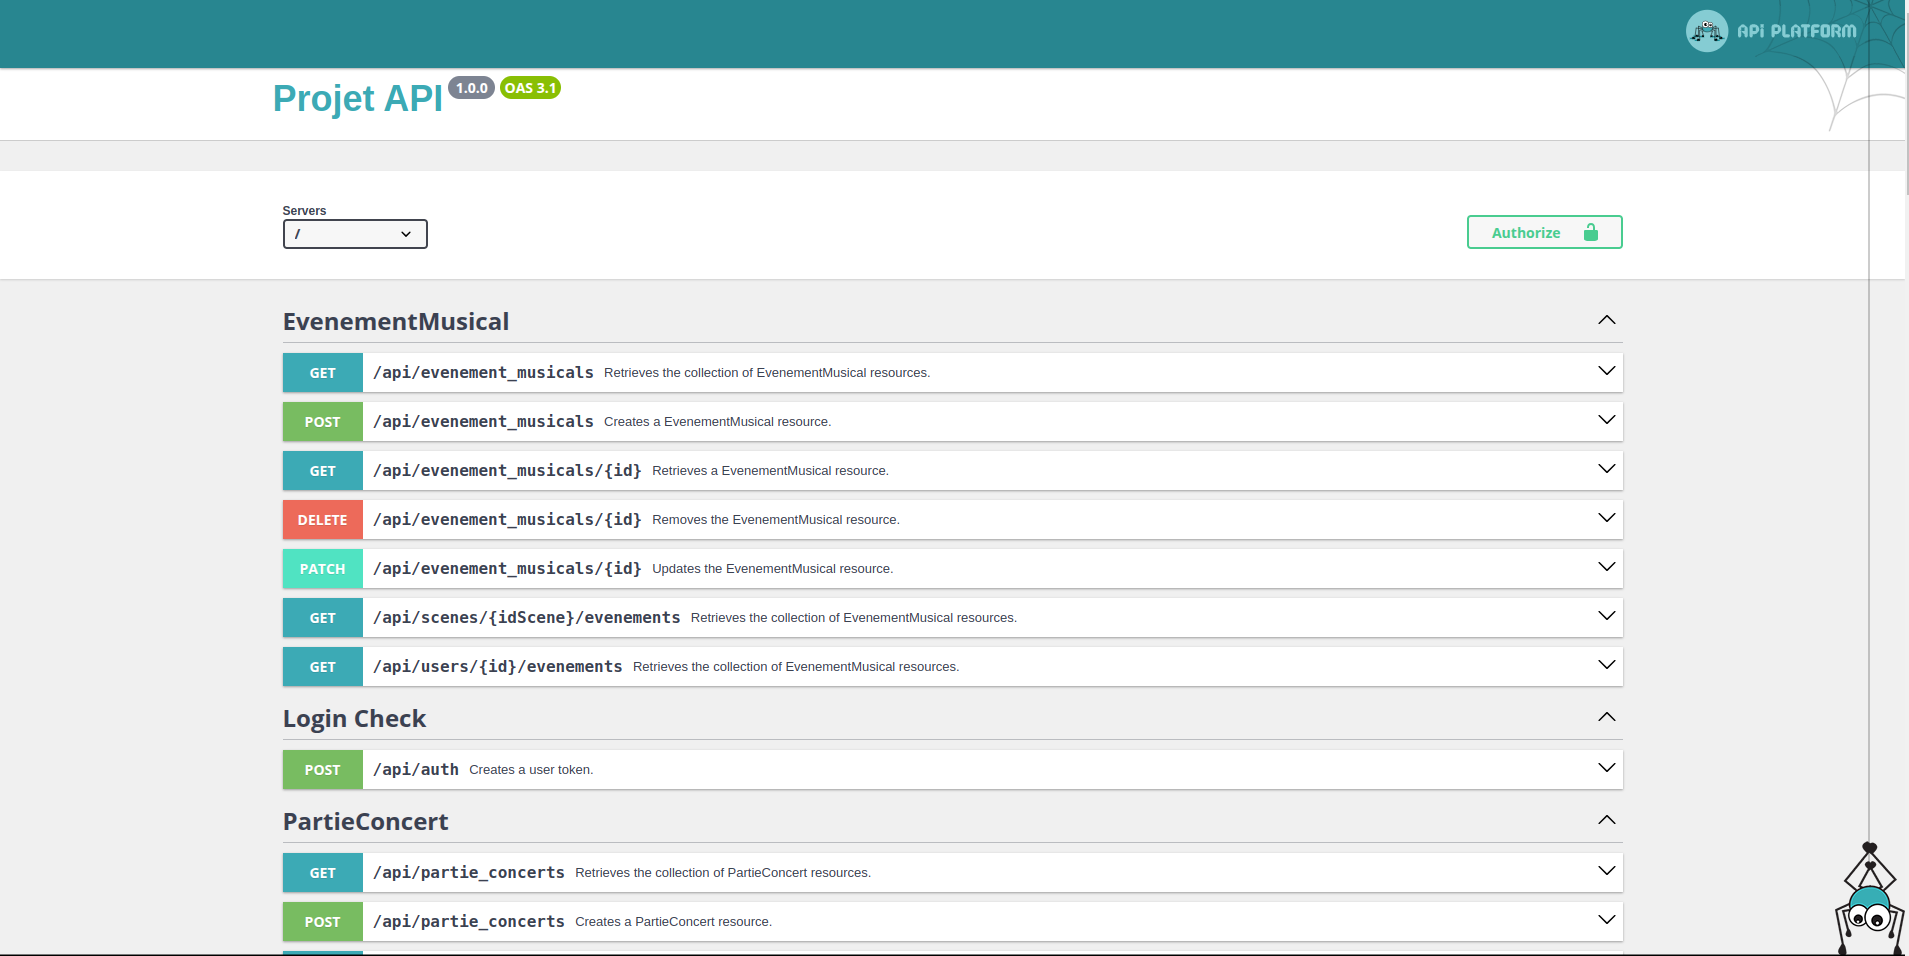 API PLATFORM
Projet API 1.0.0 OAS 3.1
Servers
/
Authorize
EvenementMusical
GET /api/evenement_musicals Retrieves the collection of EvenementMusical resources.
POST /api/evenement_musicals Creates a EvenementMusical resource.
GET /api/evenement_musicals/{id} Retrieves a EvenementMusical resource.
DELETE /api/evenement_musicals/{id} Removes the EvenementMusical resource.
PATCH /api/evenement_musicals/{id} Updates the EvenementMusical resource.
GET /api/scenes/{idScene}/evenements Retrieves the collection of EvenementMusical resources.
GET /api/users/{id}/evenements Retrieves the collection of EvenementMusical resources.
Login Check
POST /api/auth Creates a user token.
PartieConcert
GET /api/partie_concerts Retrieves the collection of PartieConcert resources.
POST /api/partie_concerts Creates a PartieConcert resource.